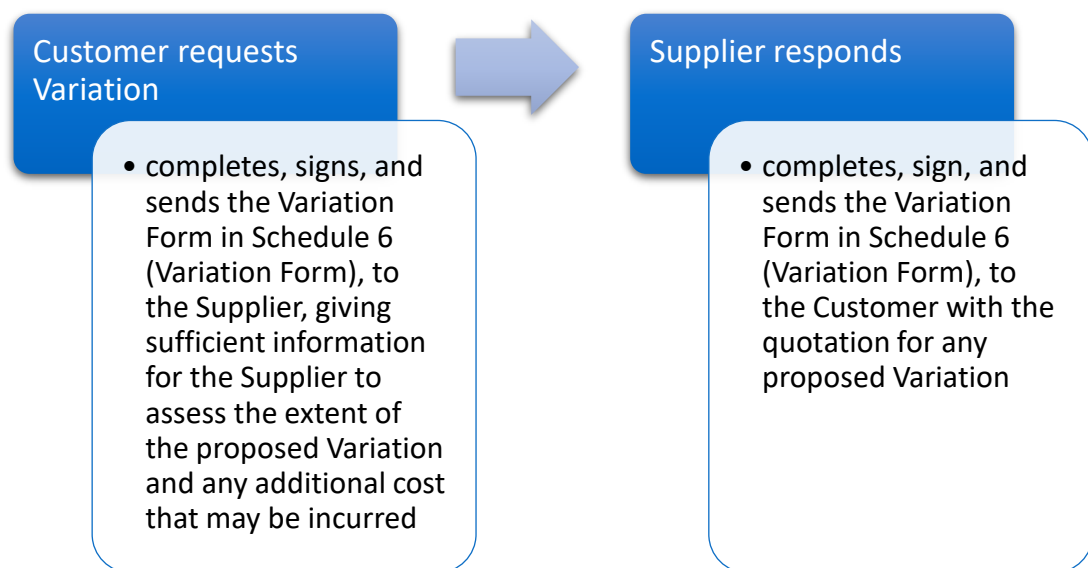 Customer requests
Variation
• completes, signs, and
sends the Variation
Form in Schedule 6
(Variation Form), to
the Supplier, giving
sufficient information
for the Supplier to
assess the extent of
the proposed Variation
and any additional cost
that may be incurred
Supplier responds
• completes, sign, and
sends the Variation
Form in Schedule 6
(Variation Form), to
the Customer with the
quotation for any
proposed Variation